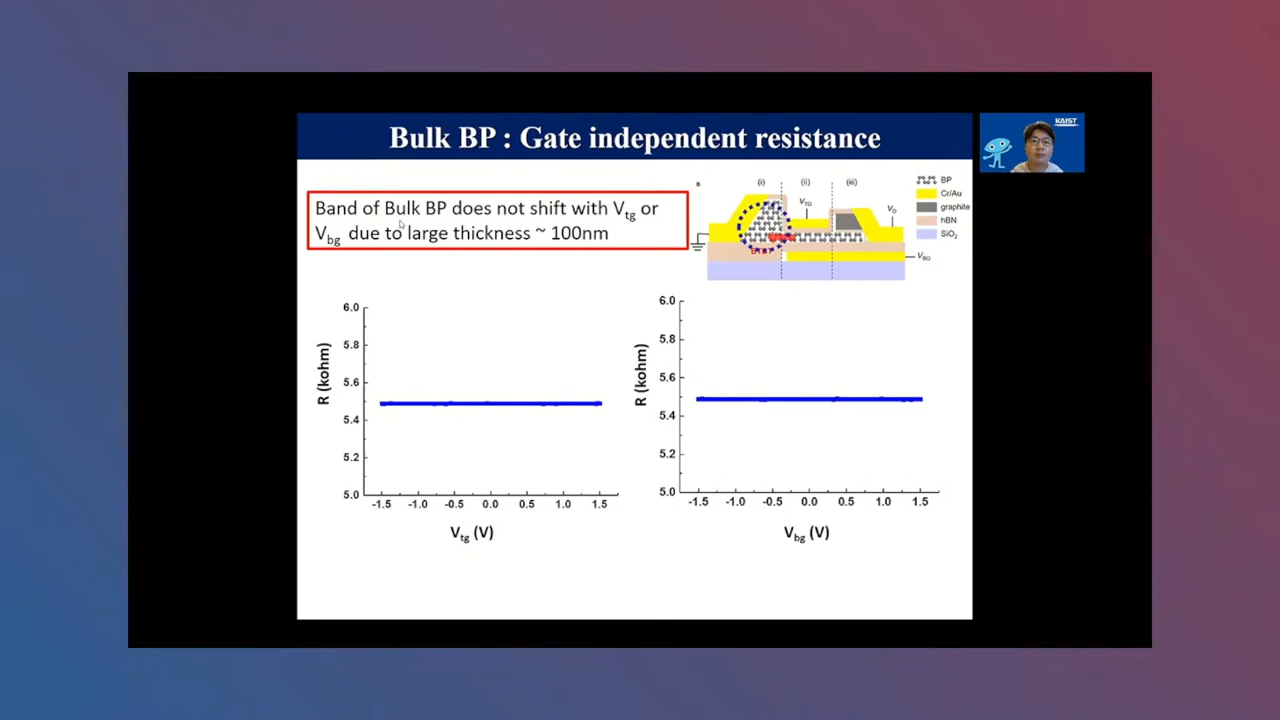 Bulk BP : Gate independent resistance
KAIST
Band of Bulk BP does not shift with Vtg or
Vbg due to large thickness ~ 100nm
B
(i)
(ii)
(iii)
VTG
VD
VBG
BP
Cr/Au
graphite
hBN
SiO2
R (kohm)
6.0
5.8
5.6
5.4
5.2
5.0
-1.5 -1.0 -0.5 0.0 0.5 1.0 1.5
Vtg (V)
R (kohm)
6.0
5.8
5.6
5.4
5.2
5.0
-1.5 -1.0 -0.5 0.0 0.5 1.0 1.5
Vbg (V)